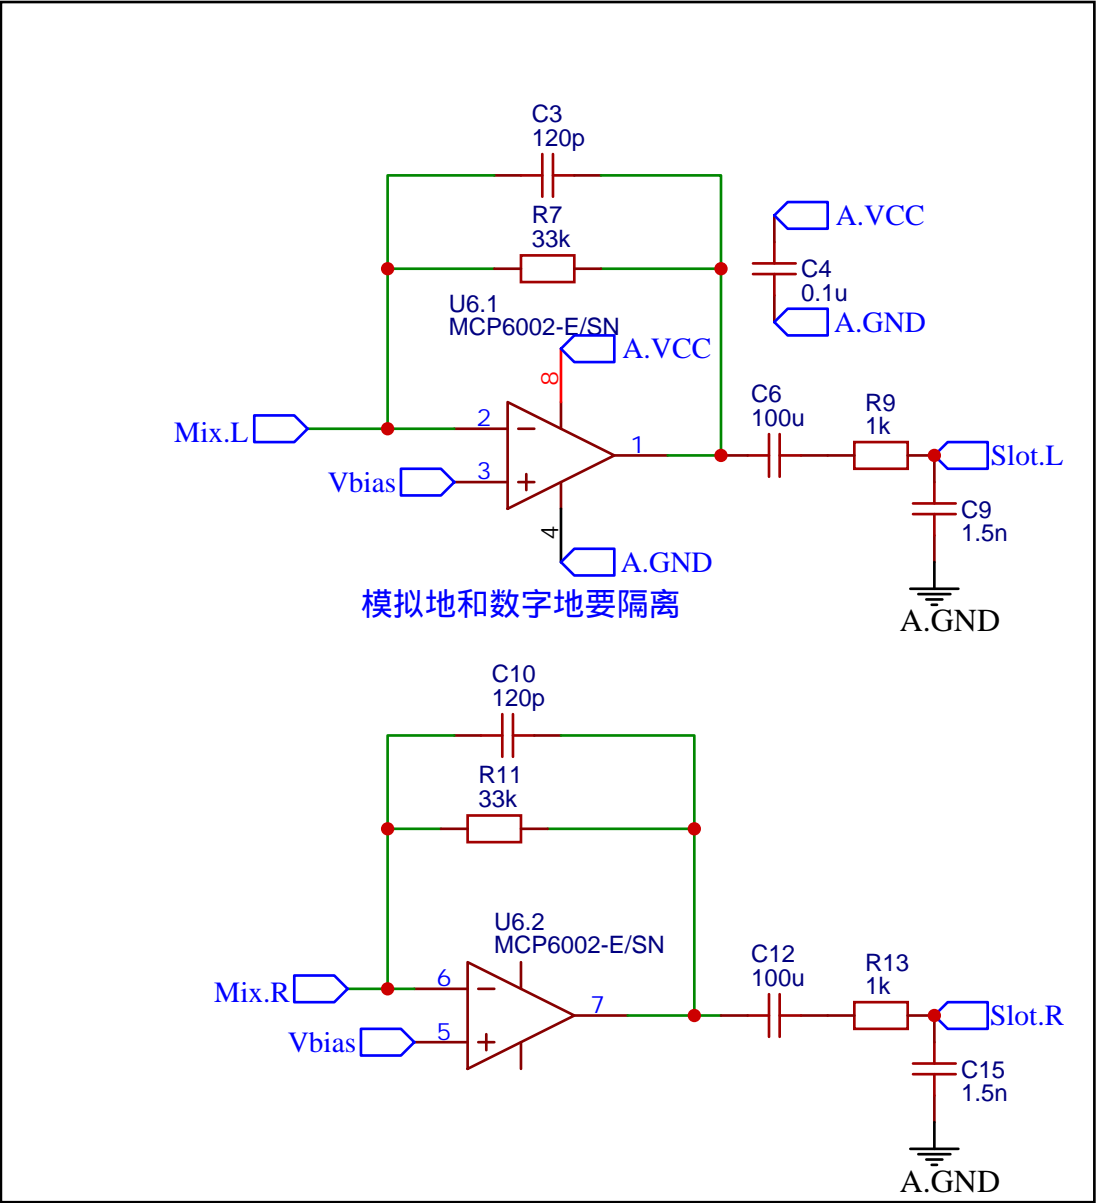 C3
120p
R7
33k
A.VCC
C4
0.1u
A.GND
U6.1
MCP6002-E/SN
A.VCC
8
Mix.L
2
1
Vbias
3
4
A.GND
C6
100u
R9
1k
Slot.L
C9
1.5n
A.GND
模拟地和数字地要隔离
C10
120p
R11
33k
U6.2
MCP6002-E/SN
Mix.R
6
7
Vbias
5
C12
100u
R13
1k
Slot.R
C15
1.5n
A.GND